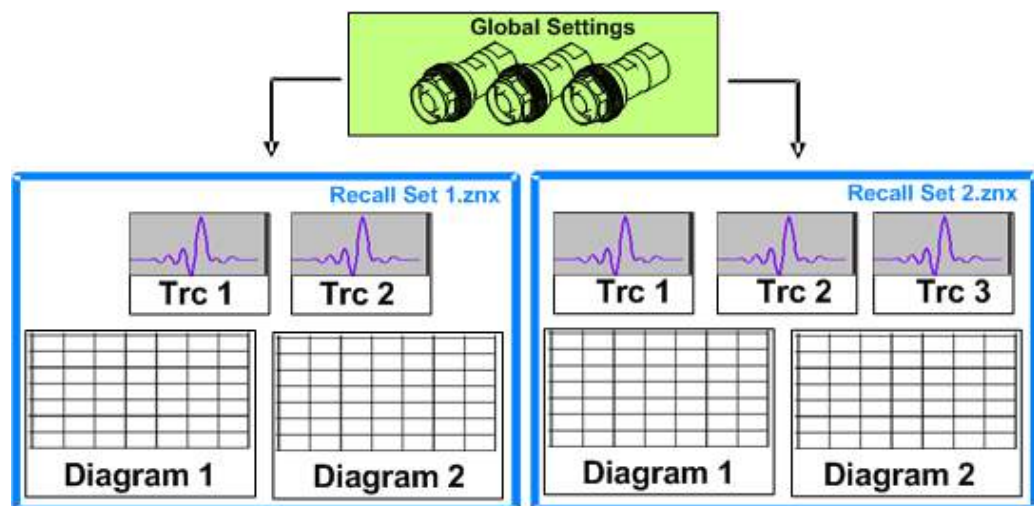 Global Settings
Recall Set 1.znx
Trc 1
Trc 2
Diagram 1
Diagram 2
Recall Set 2.znx
Trc 1
Trc 2
Trc 3
Diagram 1
Diagram 2